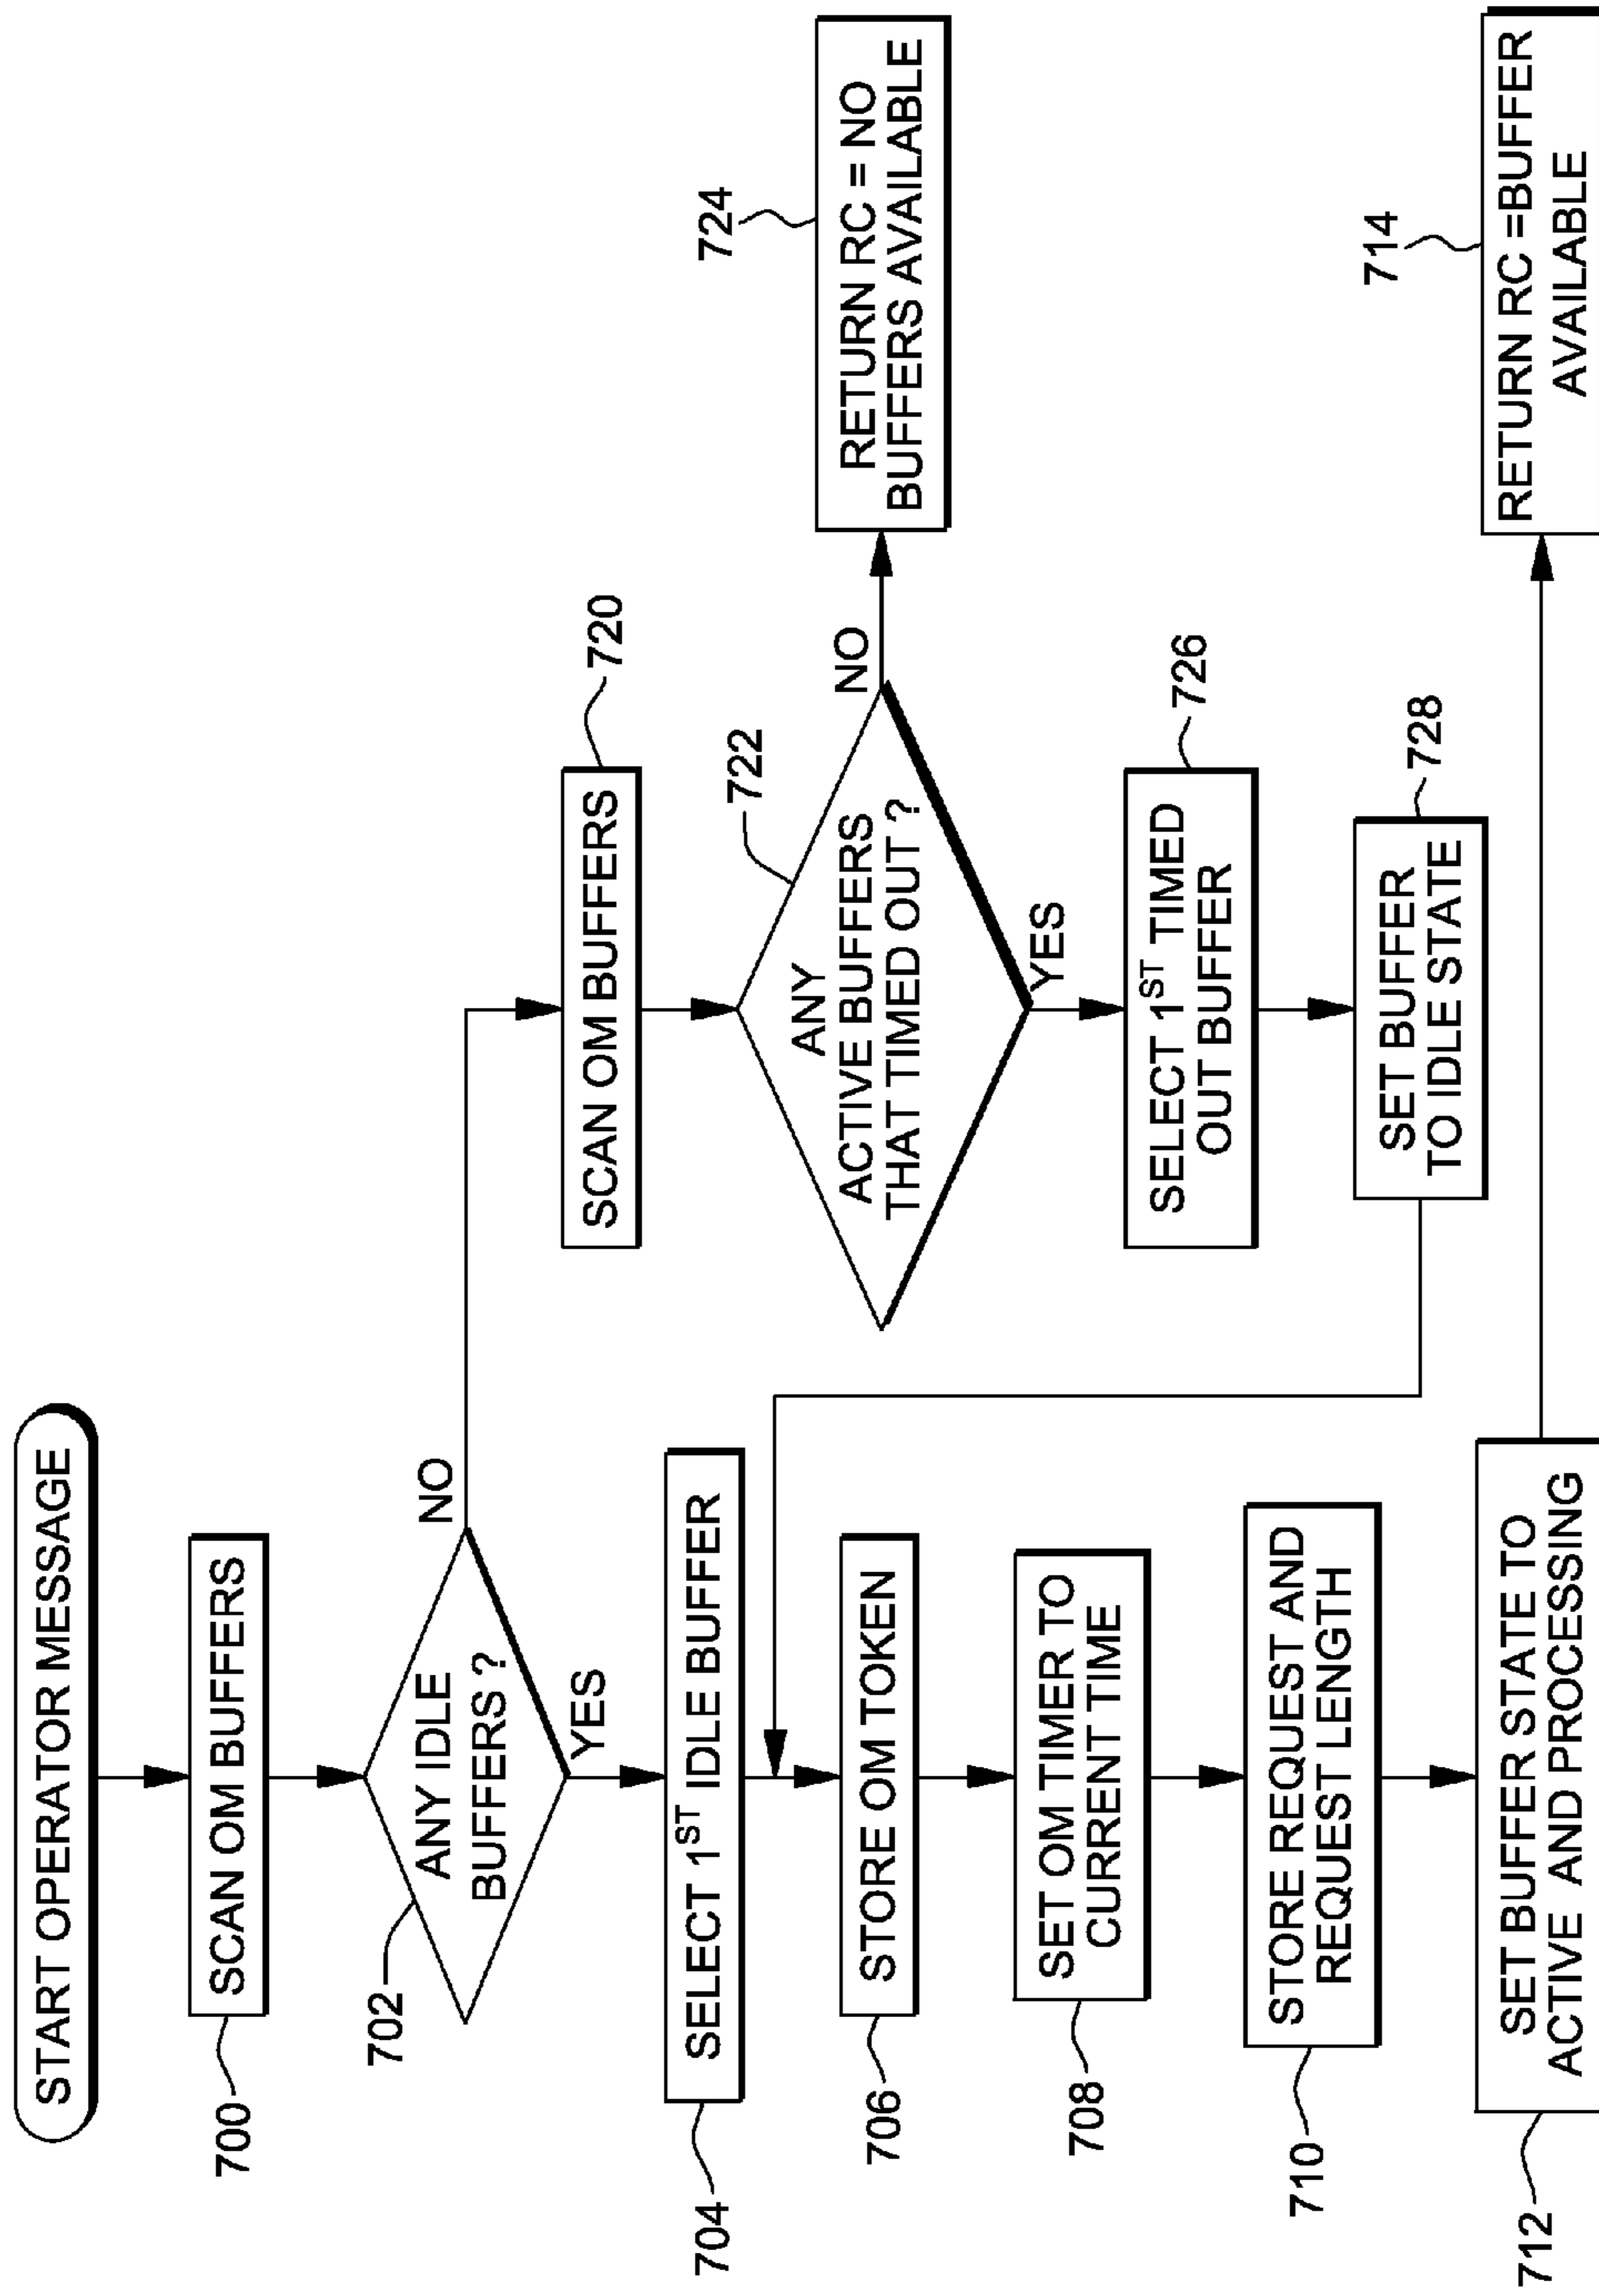 START OPERATOR MESSAGE
700
SCAN OM BUFFERS
702
ANY IDLE
BUFFERS ?
NO
YES
704
SELECT 1ST IDLE BUFFER
706
STORE OM TOKEN
708
SET OM TIMER TO
CURRENT TIME
710
STORE REQUEST AND
REQUEST LENGTH
712
SET BUFFER STATE TO
ACTIVE AND PROCESSING
720
SCAN OM BUFFERS
722
ANY
ACTIVE BUFFERS
THAT TIMED OUT ?
NO
YES
724
RETURN RC = NO
BUFFERS AVAILABLE
726
SELECT 1ST TIMED
OUT BUFFER
728
SET BUFFER
TO IDLE STATE
714
RETURN RC =BUFFER
AVAILABLE